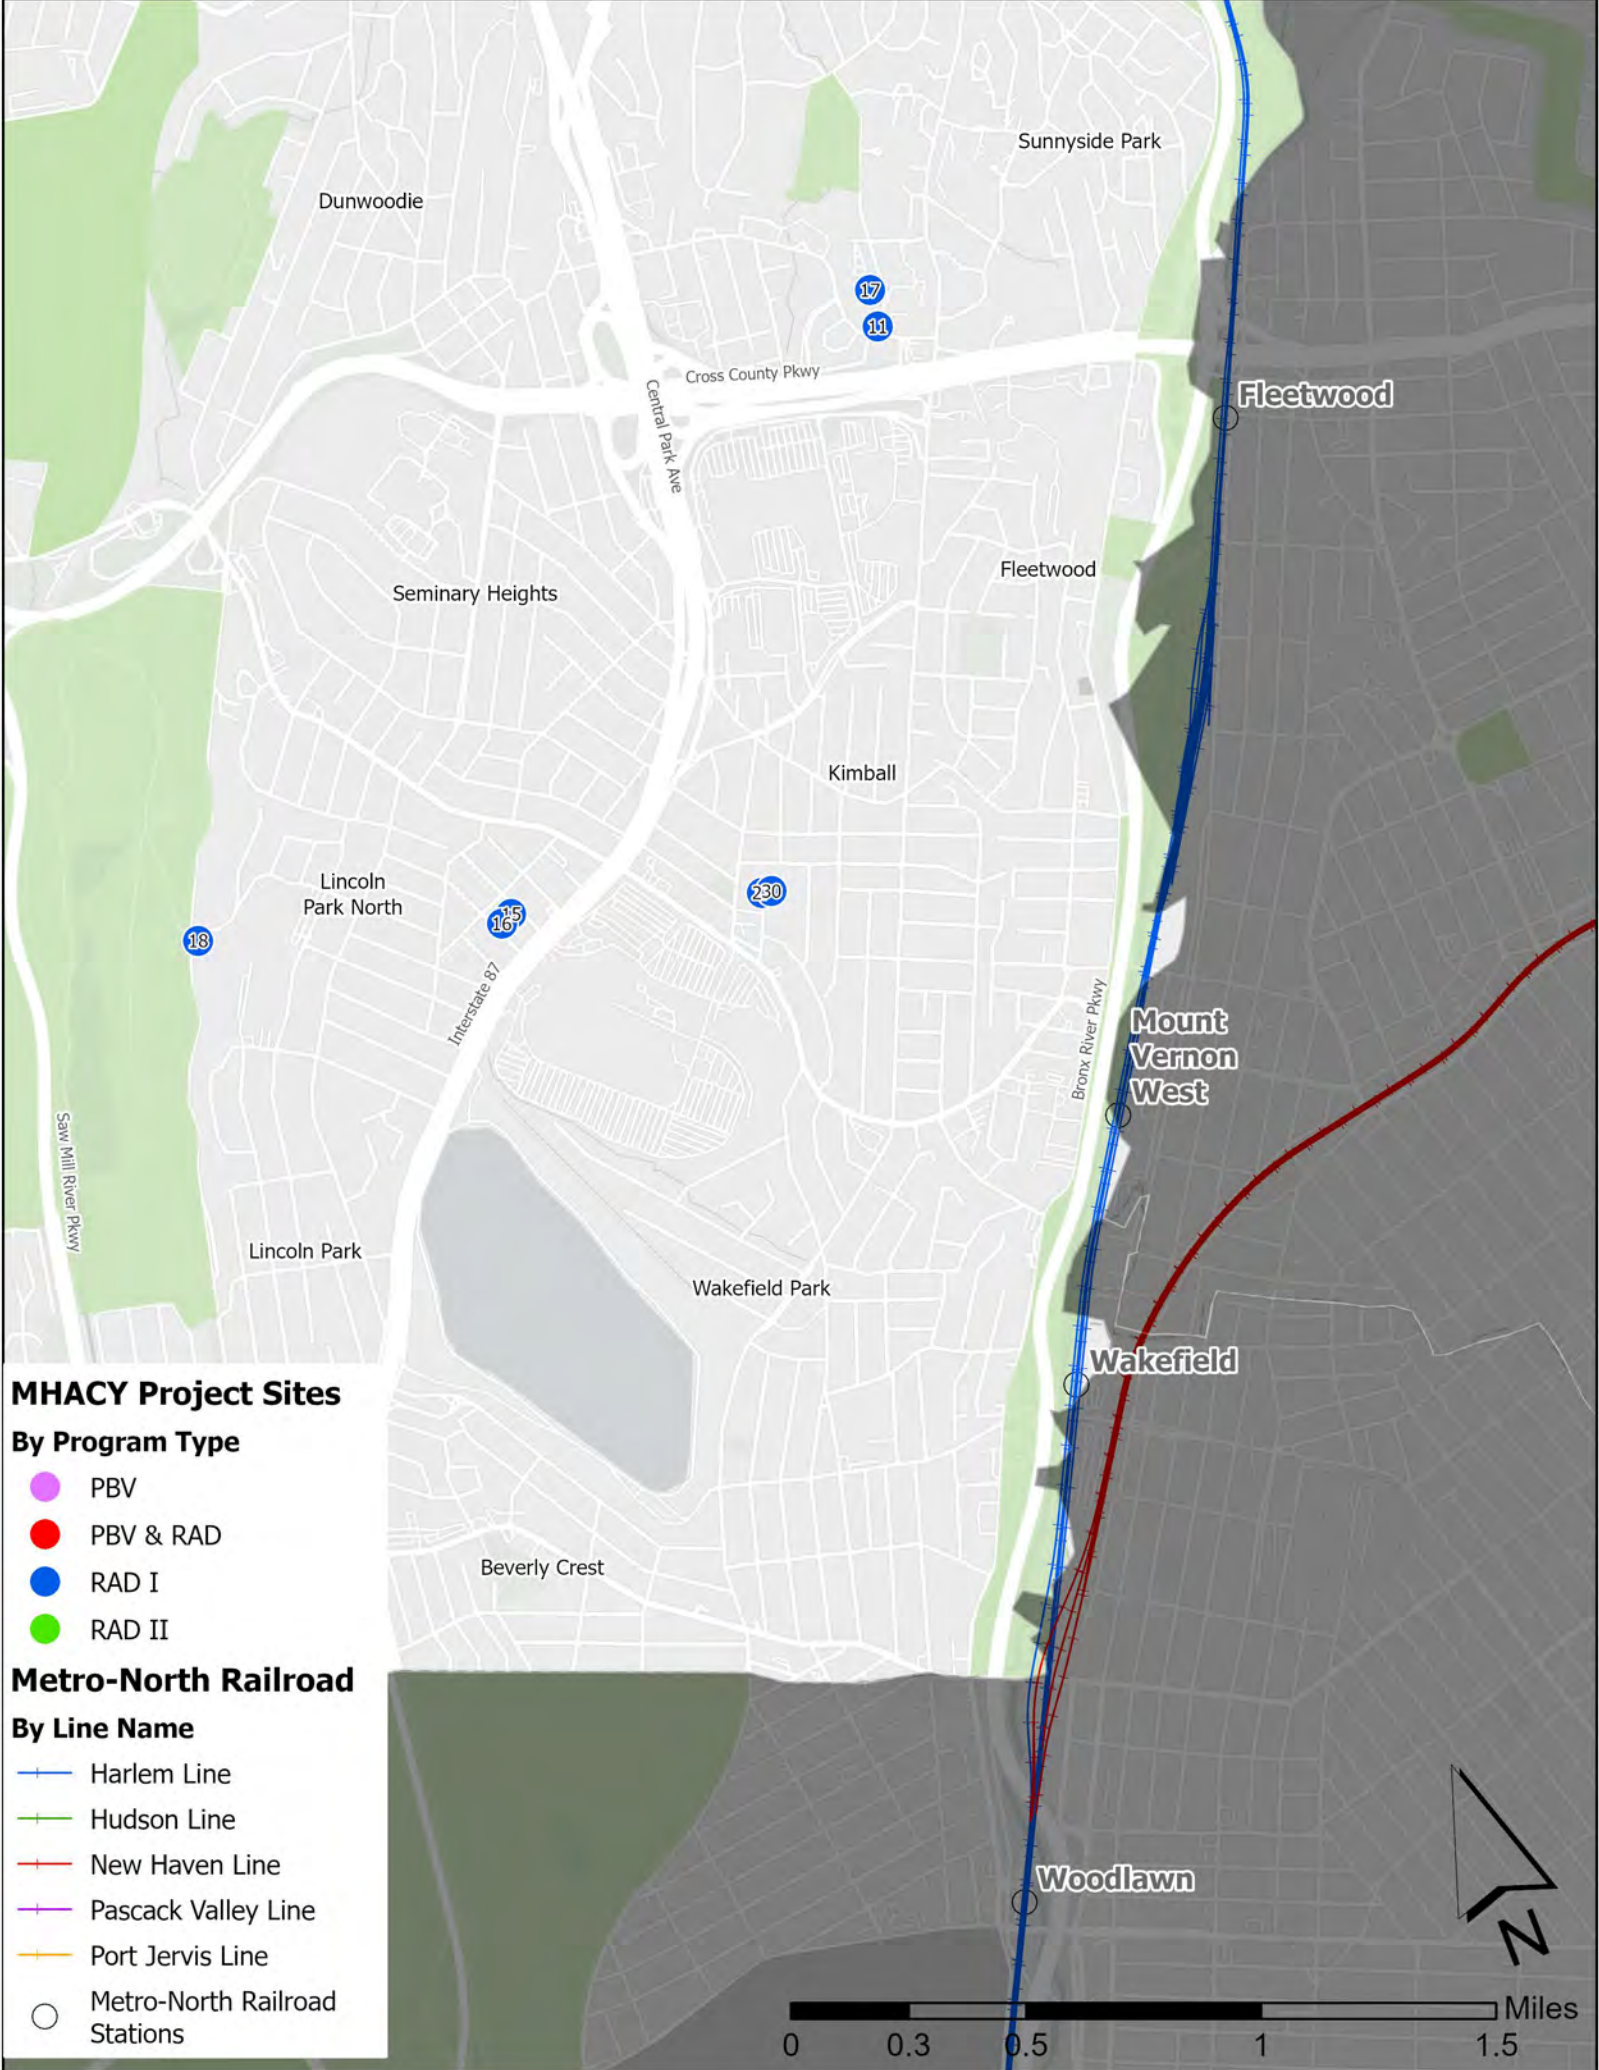 Sunnyside Park
Dunwoodie
17
11
Cross County Pkwy
Central Park Ave
Fleetwood
Fleetwood
Seminary Heights
Kimball
Lincoln
Park North
15
16
230
18
Interstate 87
Bronx River Pkwy
Mount
Vernon
West
Saw Mill River Pkwy
Lincoln Park
Wakefield Park
Wakefield
Beverly Crest
Woodlawn
MHACY Project Sites
By Program Type
PBV
PBV & RAD
RAD I
RAD II
Metro-North Railroad
By Line Name
Harlem Line
Hudson Line
New Haven Line
Pascack Valley Line
Port Jervis Line
Metro-North Railroad
Stations
N
Miles
0 0.3 0.5 1 1.5